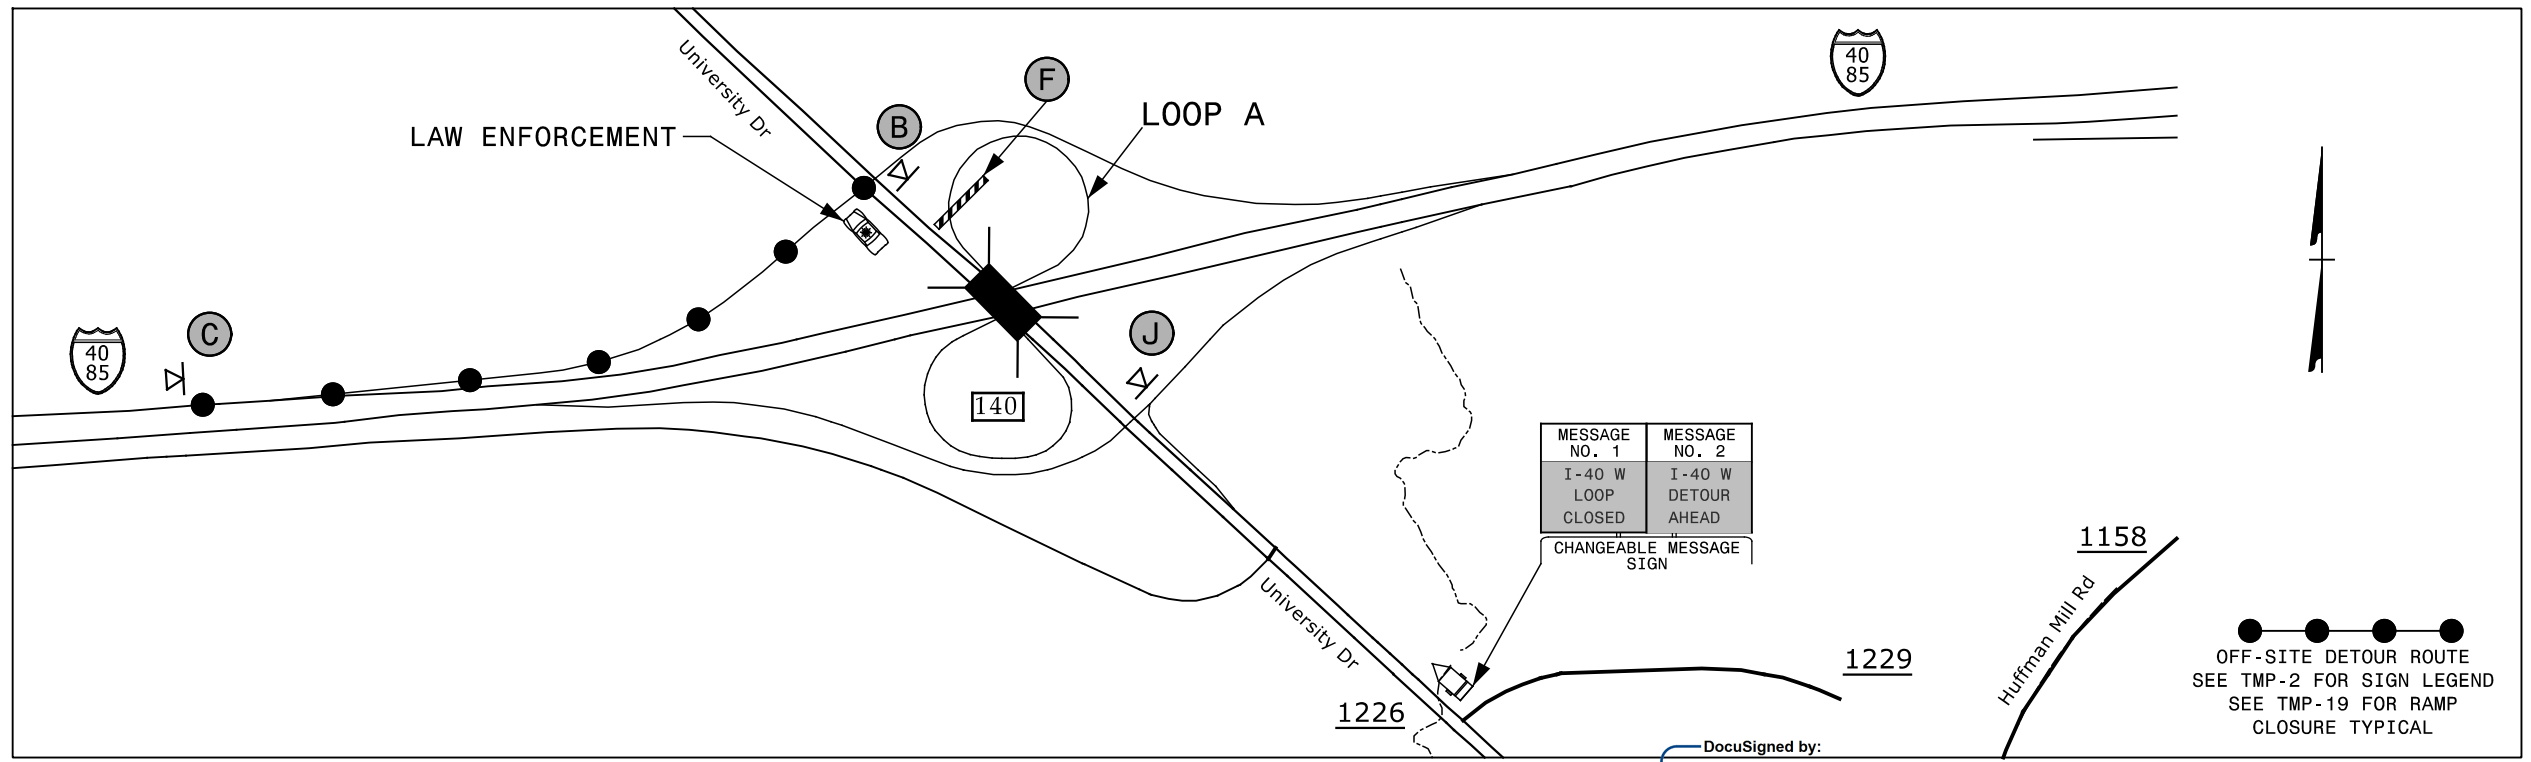 University Dr
LAW ENFORCEMENT
B
F
LOOP A
40
85
C
40
85
J
140
MESSAGE NO. 1
MESSAGE NO. 2
I-40 W
LOOP
CLOSED
I-40 W
DETOUR
AHEAD
CHANGEABLE MESSAGE
SIGN
University Dr
1226
1229
1158
Huffman Mill Rd
OFF-SITE DETOUR ROUTE
SEE TMP-2 FOR SIGN LEGEND
SEE TMP-19 FOR RAMP
CLOSURE TYPICAL
DocuSigned by: